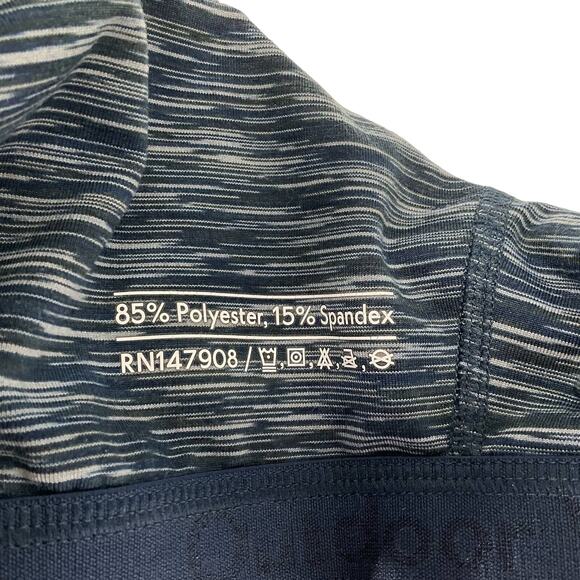 85% Polyester, 15% Spandex
RN147908 /